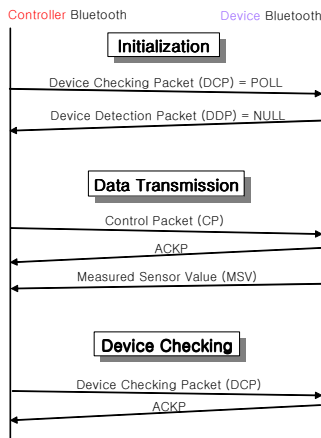 Controller Bluetooth Device Bluetooth
Initialization
Device Checking Packet (DCP) = POLL
Device Detection Packet (DDP) = NULL
Data Transmission
Control Packet (CP)
ACKP
Measured Sensor Value (MSV)
Device Checking
Device Checking Packet (DCP)
ACKP